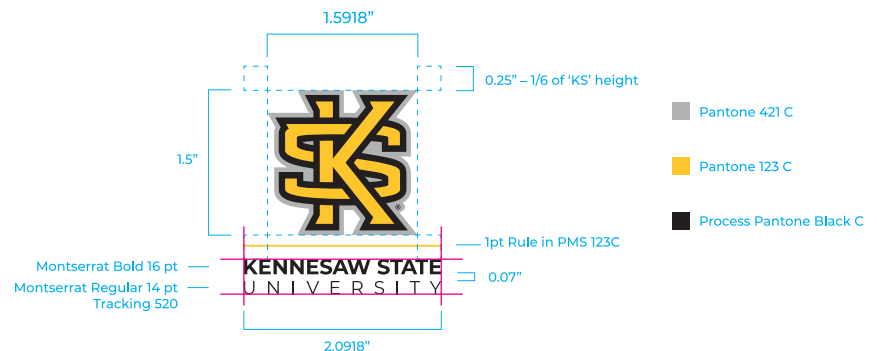 1.5918”
0.25” – 1/6 of ‘KS’ height
1.5”
KS
®
Pantone 421 C
Pantone 123 C
Process Pantone Black C
1pt Rule in PMS 123C
Montserrat Bold 16 pt
KENNESAW STATE
0.07”
Montserrat Regular 14 pt
Tracking 520
UNIVERSITY
2.0918”